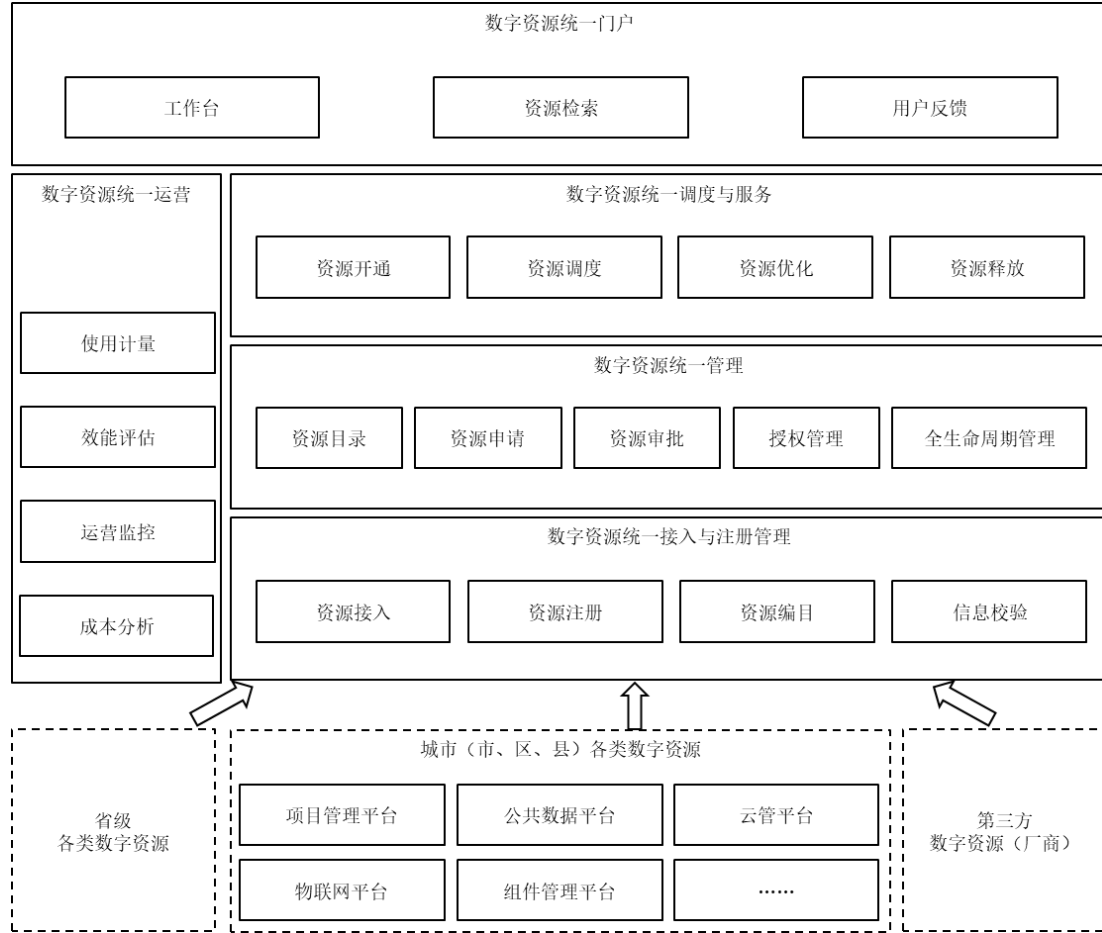 数字资源统一门户
工作台
资源检索
用户反馈
数字资源统一运营
使用计量
效能评估
运营监控
成本分析
数字资源统一调度与服务
资源开通
资源调度
资源优化
资源释放
数字资源统一管理
资源目录
资源申请
资源审批
授权管理
全生命周期管理
数字资源统一接入与注册管理
资源接入
资源注册
资源编目
信息校验
省级
各类数字资源
城市（市、区、县）各类数字资源
项目管理平台
公共数据平台
云管平台
物联网平台
组件管理平台
……
第三方
数字资源（厂商）